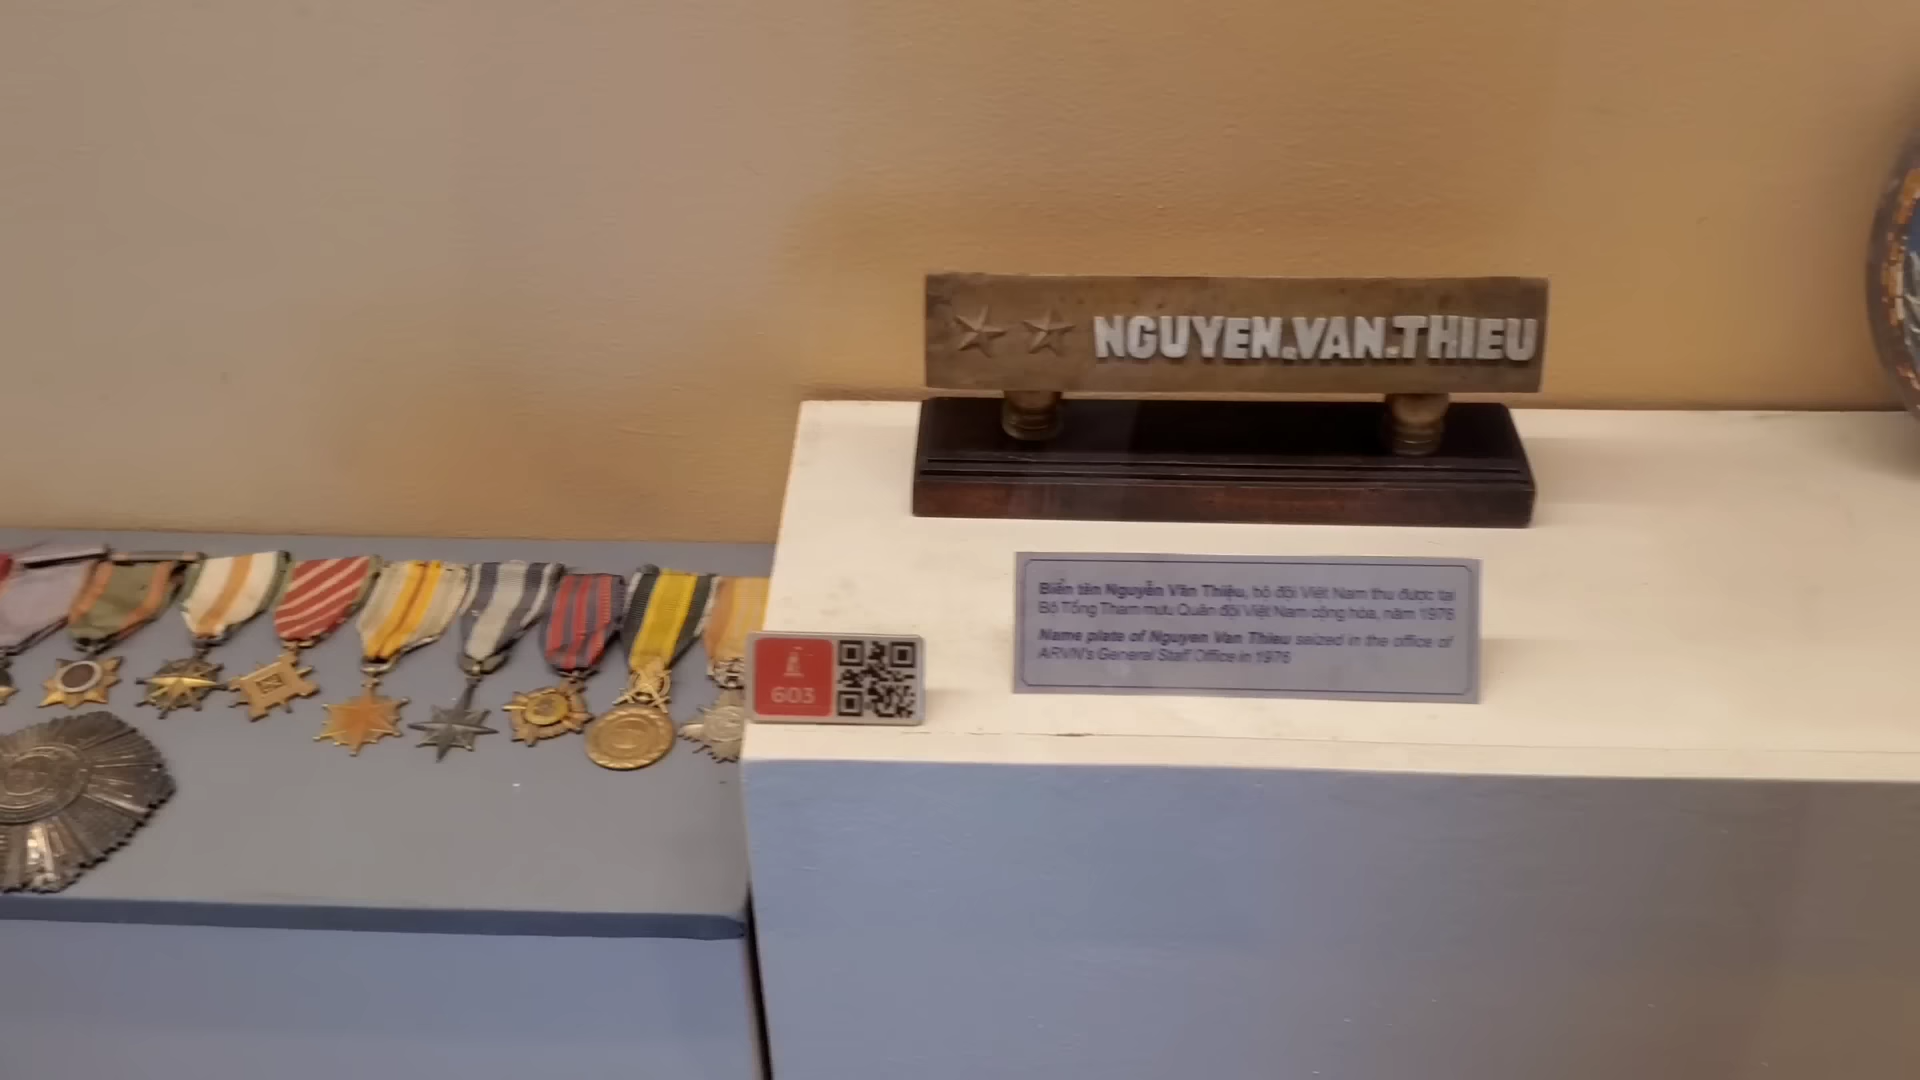 NGUYEN.VAN.THIEU
Biển tên Nguyễn Văn Thiệu, bộ đội Việt Nam thu được tại
Bộ Tổng Tham mưu Quân đội Việt Nam cộng hòa, năm 1976
Name plate of Nguyen Van Thieu seized in the office of
ARVN's General Staff Office in 1976
603